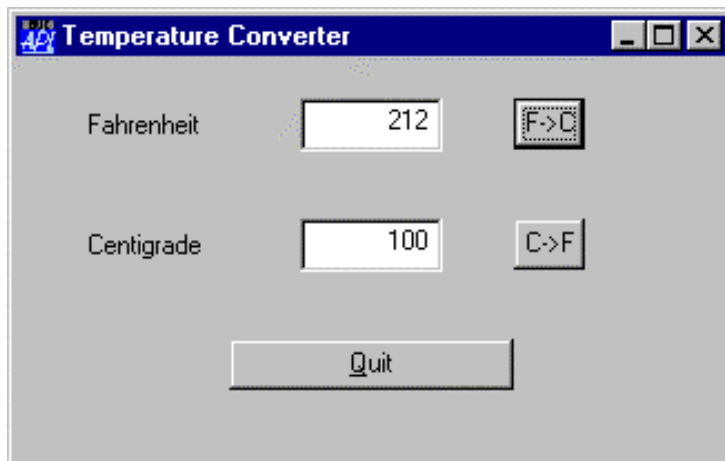 Temperature Converter
Fahrenheit 212 F->C
Centigrade 100 C->F
Quit